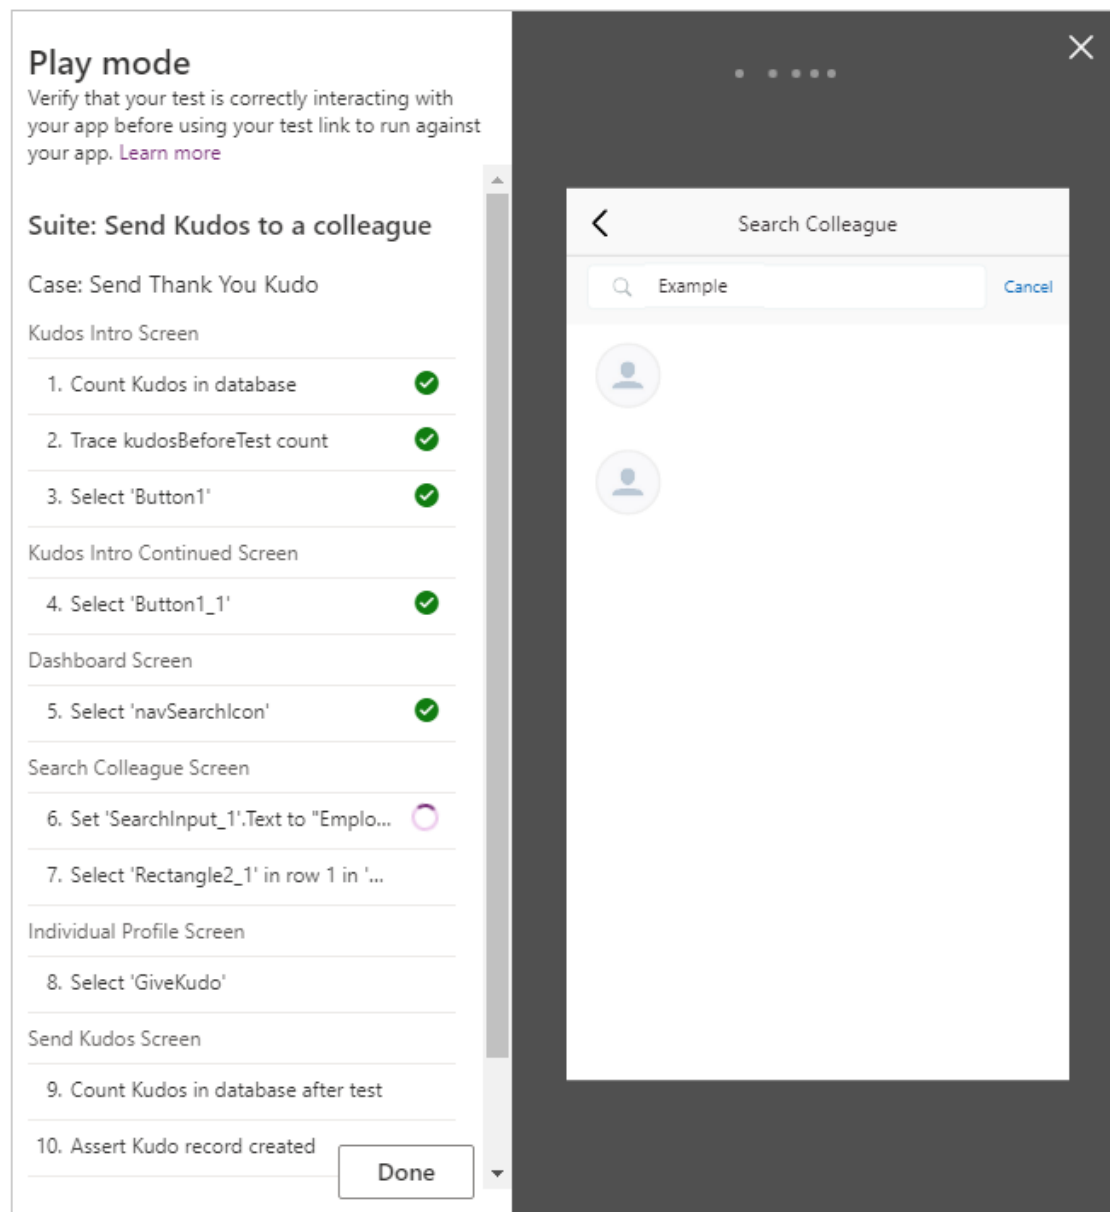 Play mode
Verify that your test is correctly interacting with
your app before using your test link to run against
your app. Learn more
Suite: Send Kudos to a colleague
Case: Send Thank You Kudo
Kudos Intro Screen
1. Count Kudos in database
2. Trace kudosBeforeTest count
3. Select 'Button1'
Kudos Intro Continued Screen
4. Select 'Button1_1'
Dashboard Screen
5. Select 'navSearchIcon'
Search Colleague Screen
6. Set 'SearchInput_1'.Text to "Emplo...
7. Select 'Rectangle2_1' in row 1 in '...
Individual Profile Screen
8. Select 'GiveKudo'
Send Kudos Screen
9. Count Kudos in database after test
10. Assert Kudo record created
Done
Search Colleague
Example
Cancel